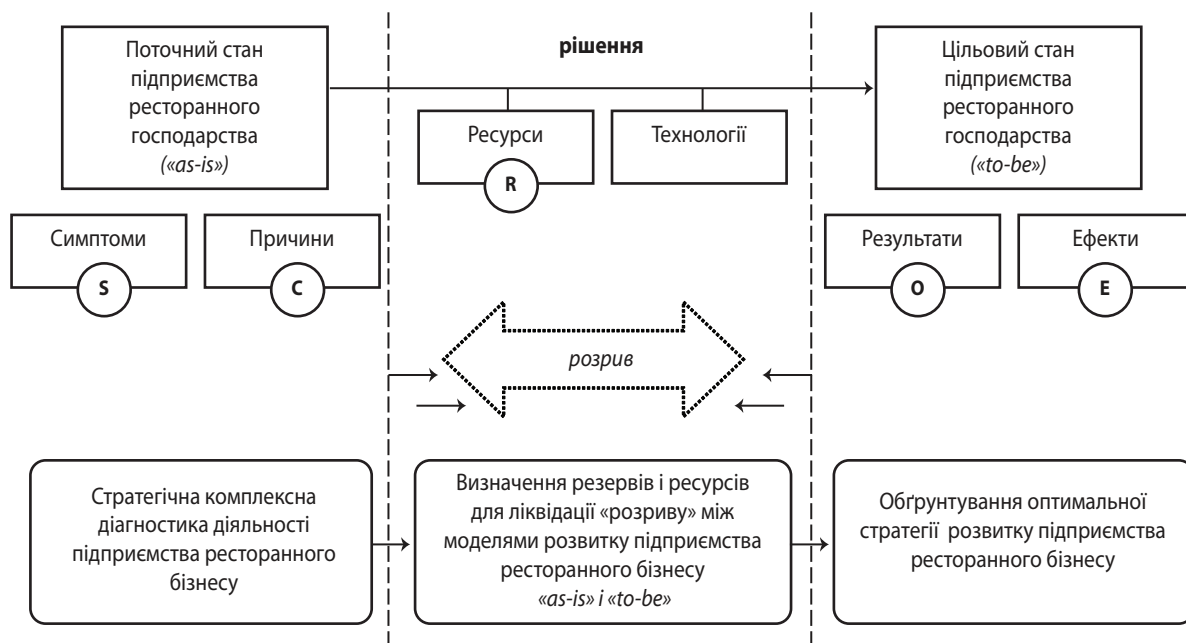 Поточний стан
підприємства
ресторанного
господарства
(«as-is»)
рішення
Ресурси
R
Технології
Цільовий стан
підприємства
ресторанного
господарства
(«to-be»)
Симптоми
S
Причини
C
Результати
O
Ефекти
E
розрив
Стратегічна комплексна
діагностика діяльності
підприємства ресторанного
бізнесу
Визначення резервів і ресурсів
для ліквідації «розриву» між
моделями розвитку підприємства
ресторанного бізнесу
«as-is» і «to-be»
Обґрунтування оптимальної
стратегії розвитку підприємства
ресторанного бізнесу